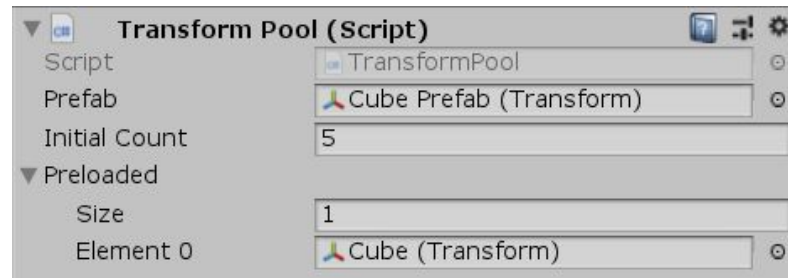 Transform Pool (Script)
Script TransformPool
Prefab Cube Prefab (Transform)
Initial Count 5
Preloaded
Size 1
Element 0 Cube (Transform)